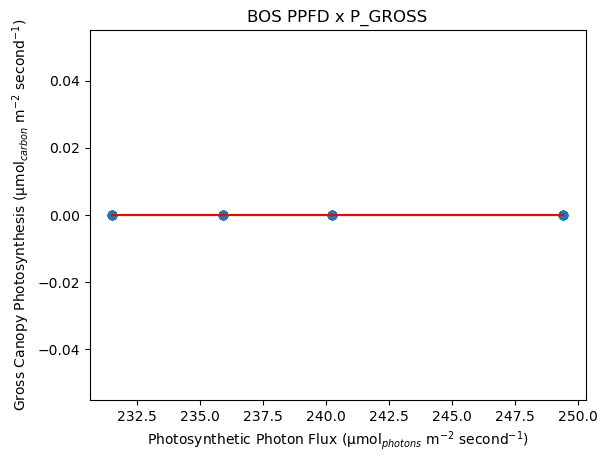 BOS PPFD x P_GROSS
Gross Canopy Photosynthesis (μmol_carbon m⁻² second⁻¹)
0.04
0.02
0.00
−0.02
−0.04
232.5 235.0 237.5 240.0 242.5 245.0 247.5 250.0
Photosynthetic Photon Flux (μmol_photons m⁻² second⁻¹)